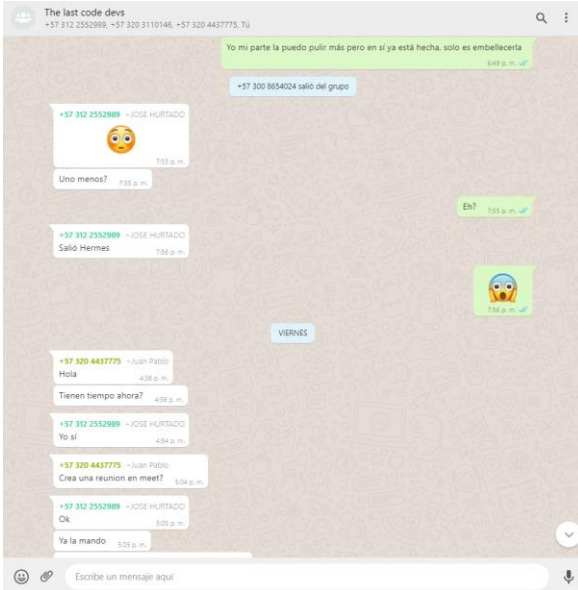 The last code devs
+57 312 2552989, +57 320 3110146, +57 320 4437775, Tú
Yo mi parte la puedo pulir más pero en sí ya está hecha, solo es embellecerla
6:49 p. m.
+57 300 8654024 salió del grupo
+57 312 2552989 ~JOSE HURTADO
7:55 p. m.
Uno menos? 7:55 p. m.
Eh? 7:55 p. m.
+57 312 2552989 ~JOSE HURTADO
Salió Hermes
7:56 p. m.
7:56 p. m.
VIERNES
+57 320 4437775 ~Juan Pablo
Hola
4:36 p. m.
Tienen tiempo ahora? 4:36 p. m.
+57 312 2552989 ~JOSE HURTADO
Yo sí
4:54 p. m.
+57 320 4437775 ~Juan Pablo
Crea una reunion en meet?
5:04 p. m.
+57 312 2552989 ~JOSE HURTADO
Ok
5:05 p. m.
Ya la mando 5:05 p. m.
Escribe un mensaje aquí